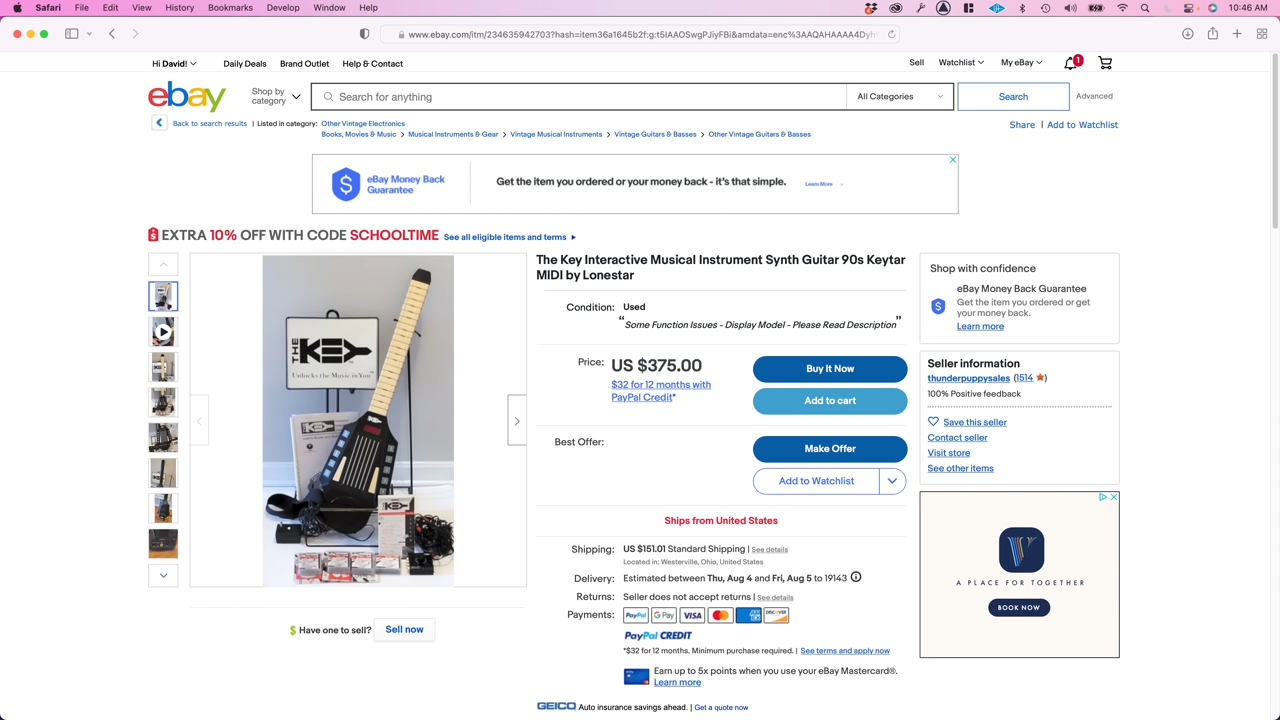 Safari File Edit View History Bookmarks Develop Window Help
10:46 AM
www.ebay.com/itm/234635942703?hash=item36a1645b2f:g:t5IAAOSwgPJiyFBi&amdata=enc%3AAQAHAAAA4Dyh
Hi David! Daily Deals Brand Outlet Help & Contact
Sell Watchlist My eBay 1
ebay
Shop by category
Search for anything
All Categories
Search
Advanced
Back to search results | Listed in category: Other Vintage Electronics
Books, Movies & Music > Musical Instruments & Gear > Vintage Musical Instruments > Vintage Guitars & Basses > Other Vintage Guitars & Basses
Share | Add to Watchlist
eBay Money Back
Guarantee
Get the item you ordered or your money back - it's that simple.
Learn More
EXTRA 10% OFF WITH CODE SCHOOLTIME See all eligible items and terms
THE KEY
Unlocks the Music in You
The Key Interactive Musical Instrument Synth Guitar 90s Keytar
MIDI by Lonestar
Condition: Used
“Some Function Issues - Display Model - Please Read Description”
Price: US $375.00
$32 for 12 months with
PayPal Credit*
Buy It Now
Add to cart
Best Offer:
Make Offer
Add to Watchlist
Ships from United States
Shipping: US $151.01 Standard Shipping | See details
Located in: Westerville, Ohio, United States
Delivery: Estimated between Thu, Aug 4 and Fri, Aug 5 to 19143
Returns: Seller does not accept returns | See details
Payments: PayPal G Pay VISA MasterCard AMEX DISCOVER
PayPal CREDIT
*$32 for 12 months. Minimum purchase required. | See terms and apply now
Earn up to 5x points when you use your eBay Mastercard®.
Learn more
GEICO Auto insurance savings ahead. | Get a quote now
Have one to sell? Sell now
Shop with confidence
eBay Money Back Guarantee
Get the item you ordered or get
your money back.
Learn more
Seller information
thunderpuppysales (1514)
100% Positive feedback
Save this seller
Contact seller
Visit store
See other items
A PLACE FOR TOGETHER
BOOK NOW